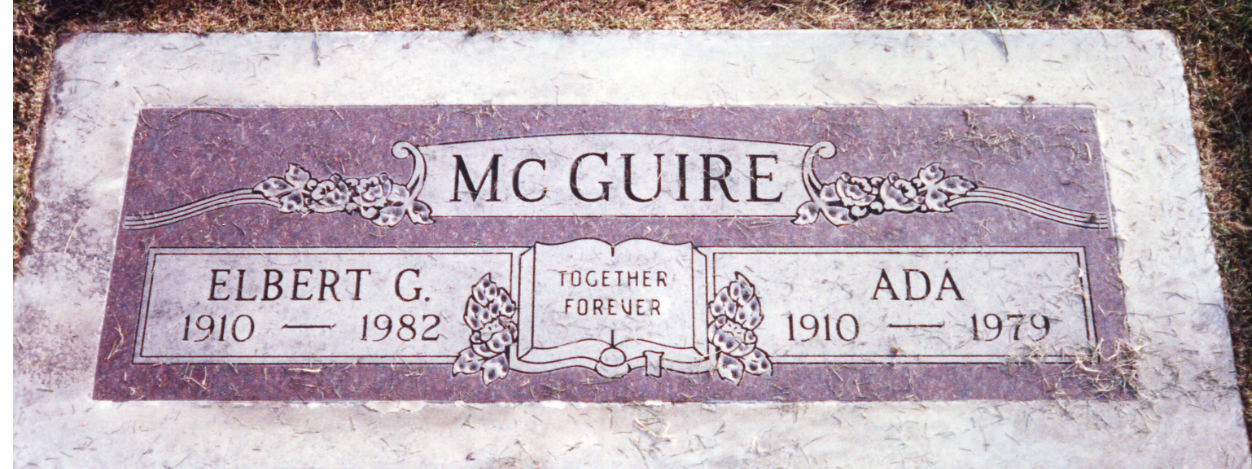 McGUIRE
ELBERT G.
1910 — 1982
TOGETHER
FOREVER
ADA
1910 — 1979